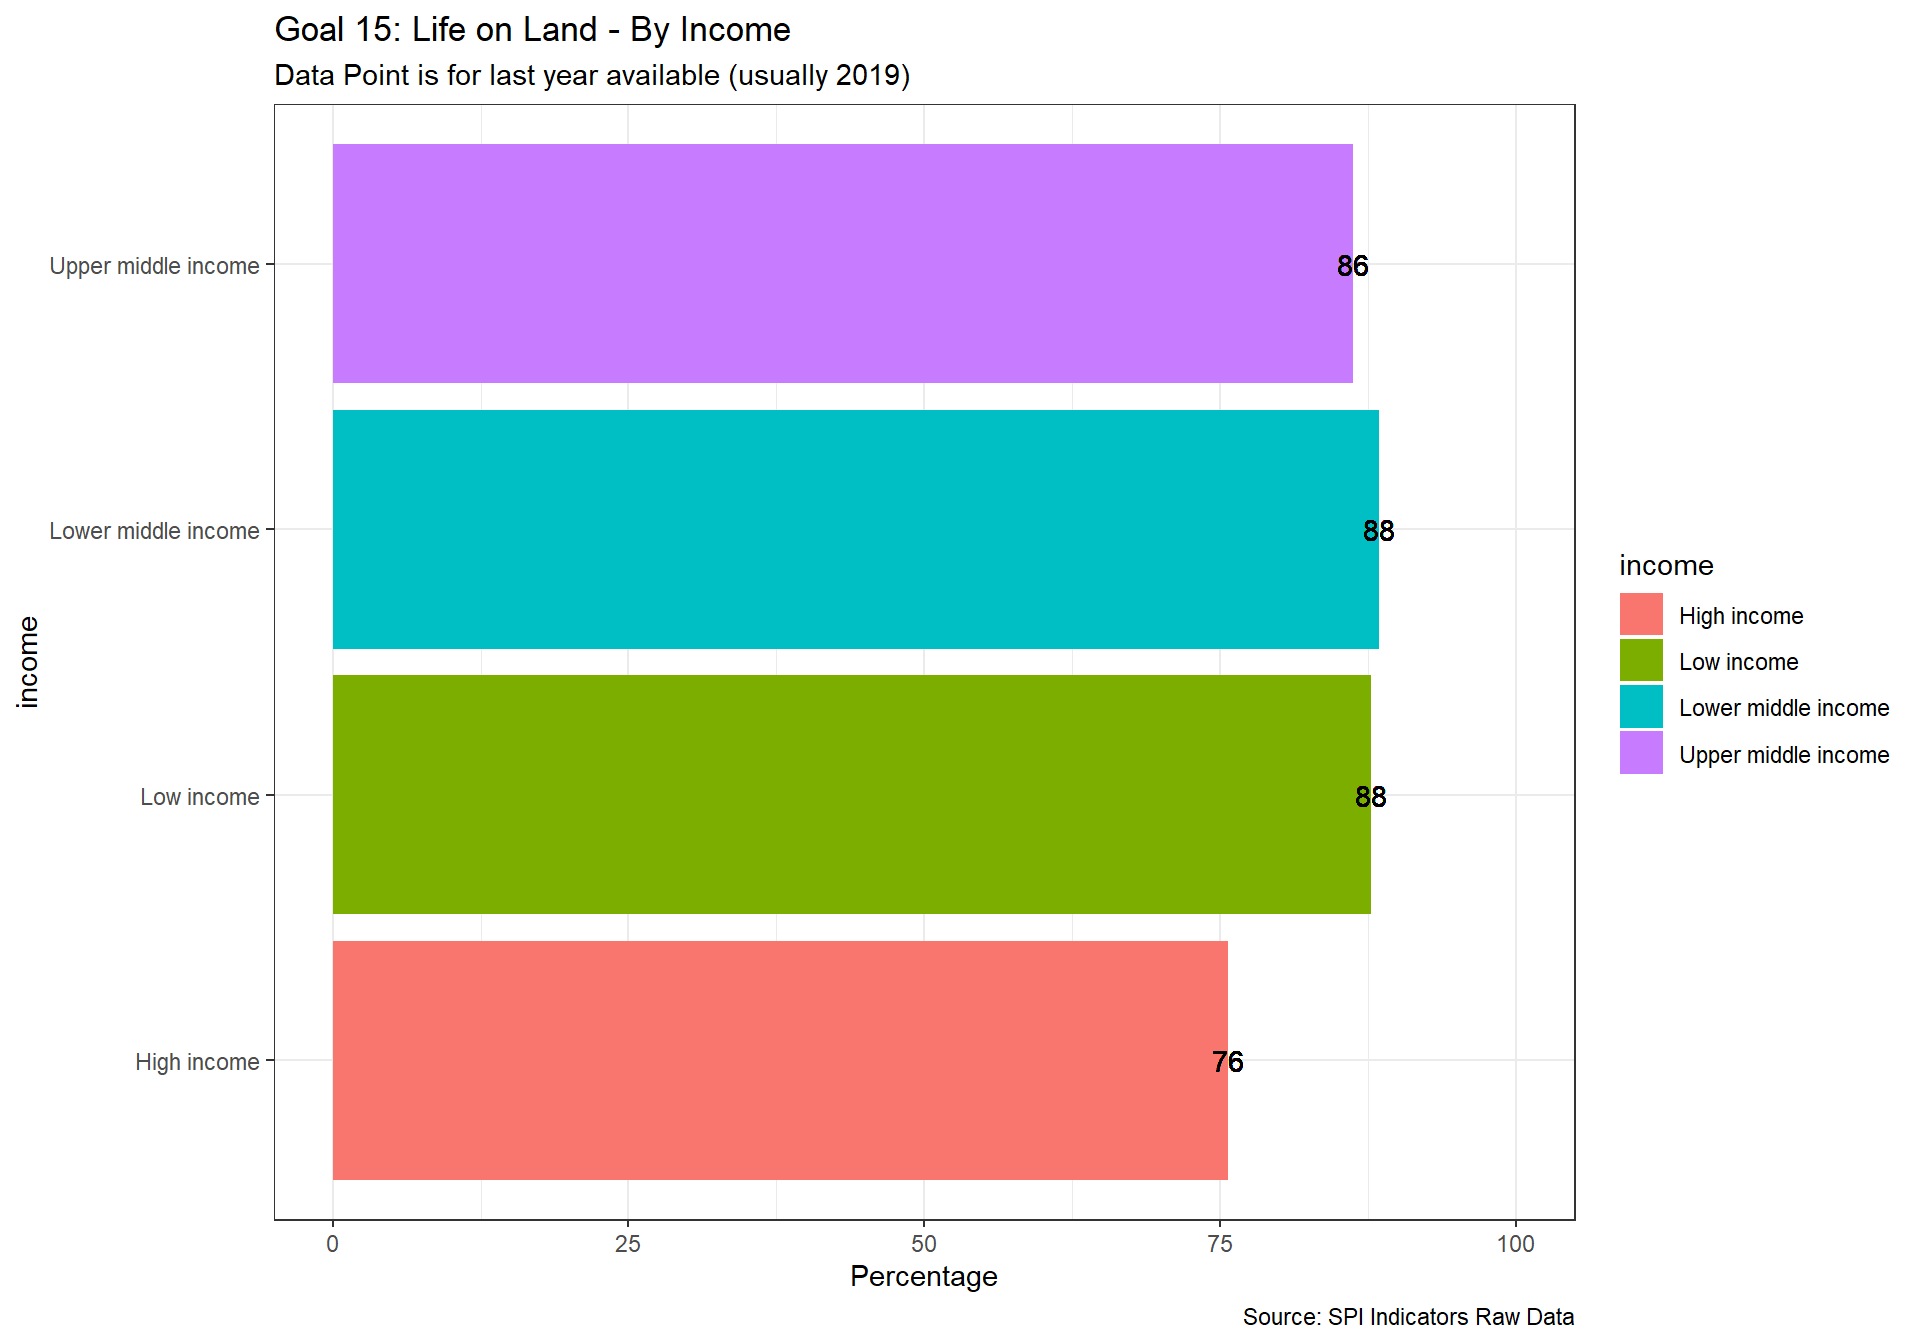 Goal 15: Life on Land - By Income
Data Point is for last year available (usually 2019)
Upper middle income
86
Lower middle income
88
Low income
88
High income
76
income
0
25
50
75
100
Percentage
income
High income
Low income
Lower middle income
Upper middle income
Source: SPI Indicators Raw Data